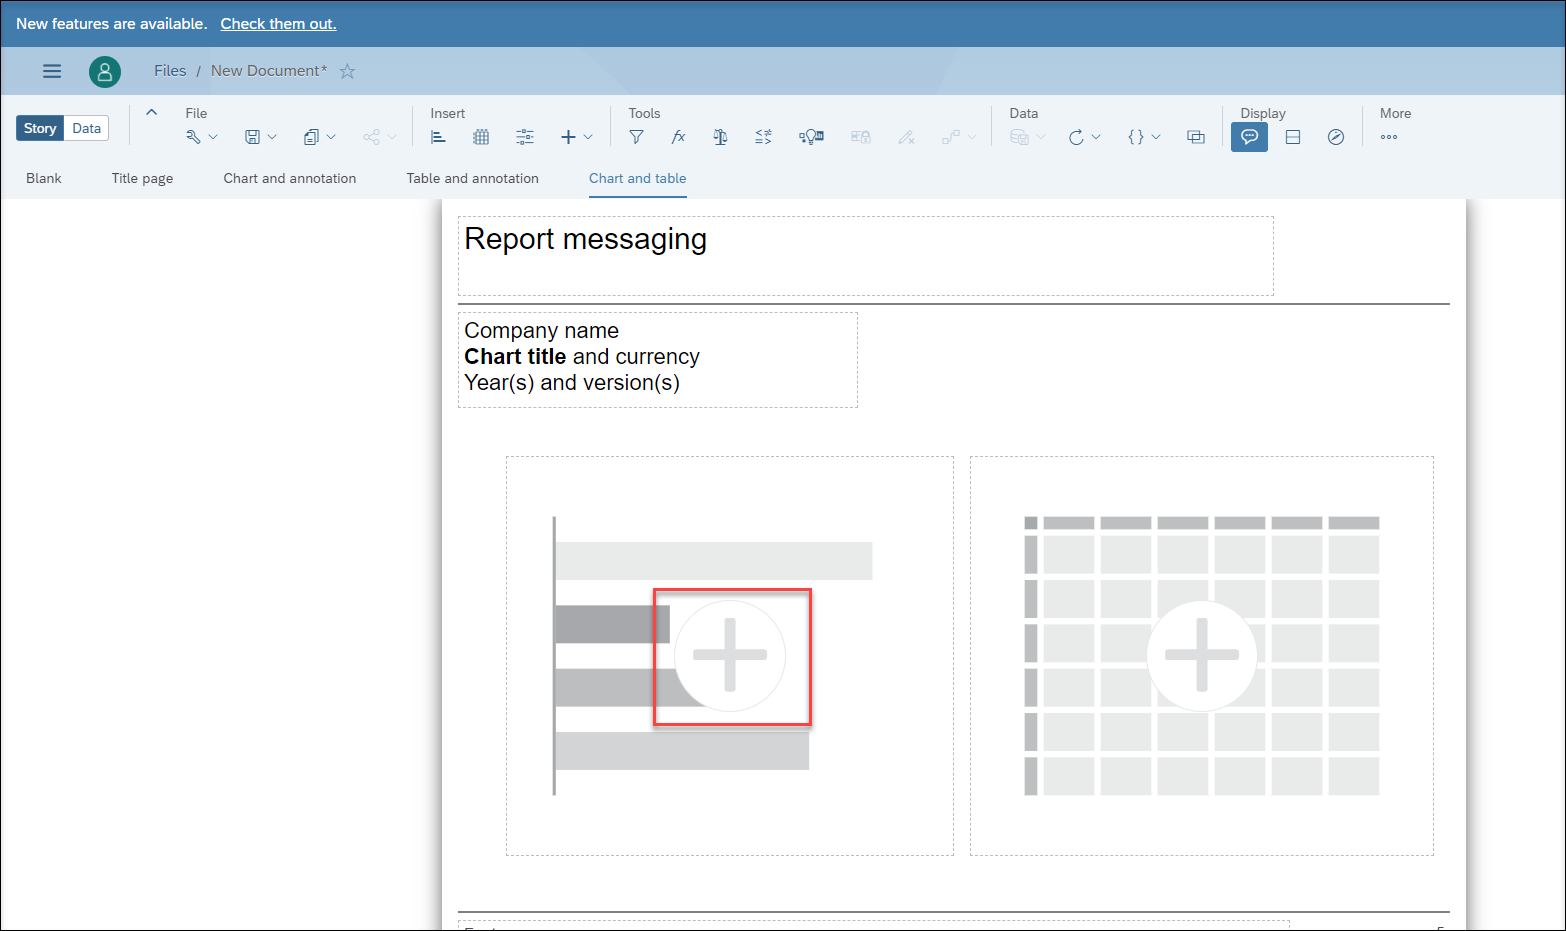 New features are available. Check them out.
Files / New Document*
Story Data File Insert Tools Data Display More
Blank Title page Chart and annotation Table and annotation Chart and table
Report messaging
Company name
Chart title and currency
Year(s) and version(s)